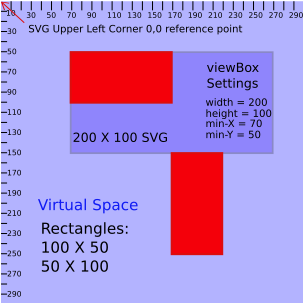 10 30 50 70 90 110 130 150 170 190 210 230 250 270 290
SVG Upper Left Corner 0,0 reference point
-50
-70
-90
-110
-130
-150
-170
-190
-210
-230
-250
-270
-290
viewBox
Settings
width = 200
height = 100
min-X = 70
min-Y = 50
200 X 100 SVG
Virtual Space
Rectangles:
100 X 50
50 X 100